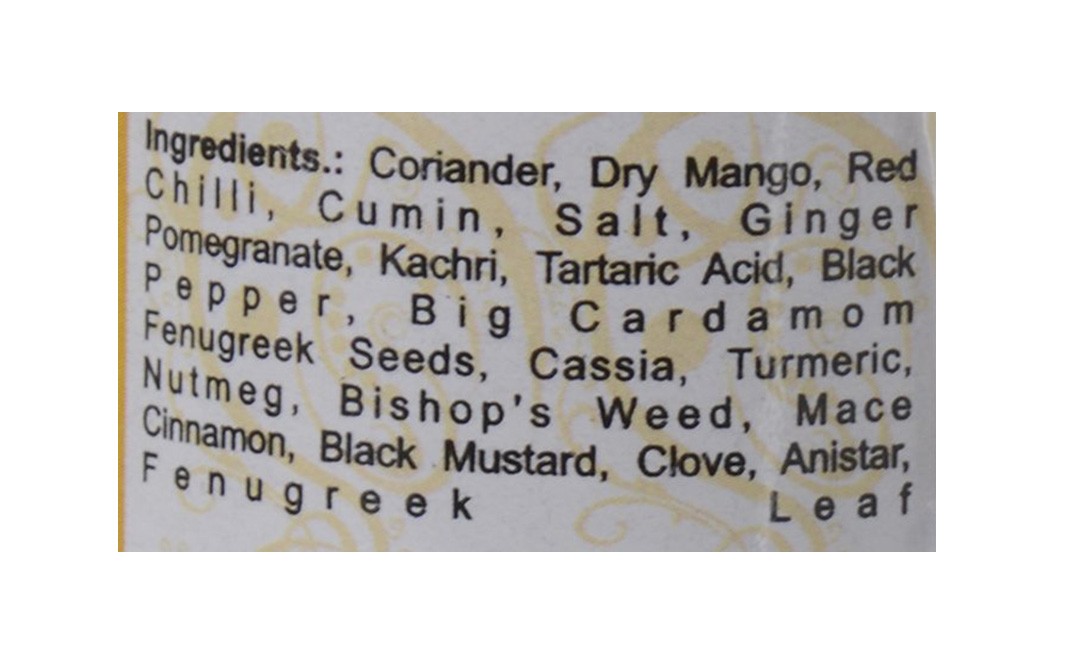 Ingredients.: Coriander, Dry Mango, Red
Chilli, Cumin, Salt, Ginger
Pomegranate, Kachri, Tartaric Acid, Black
Pepper, Big Cardamom
Fenugreek Seeds, Cassia, Turmeric,
Nutmeg, Bishop's Weed, Mace
Cinnamon, Black Mustard, Clove, Anistar,
Fenugreek Leaf